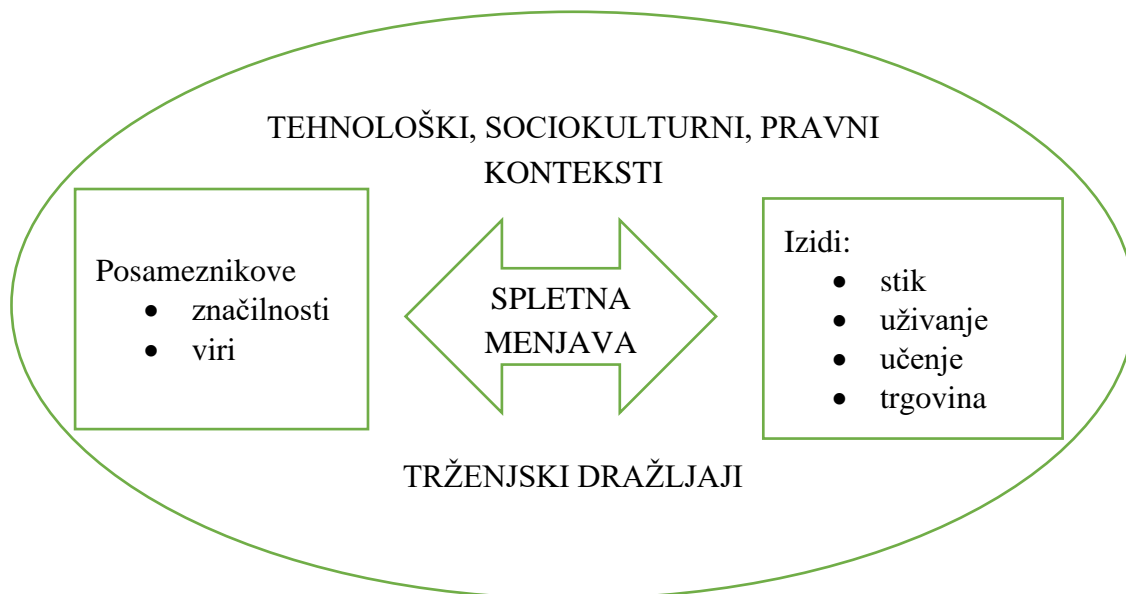 TEHNOLOŠKI, SOCIOKULTURNI, PRAVNI
KONTEKSTI
Posameznikove
• značilnosti
• viri
SPLETNA
MENJAVA
Izidi:
• stik
• uživanje
• učenje
• trgovina
TRŽENJSKI DRAŽLJAJI